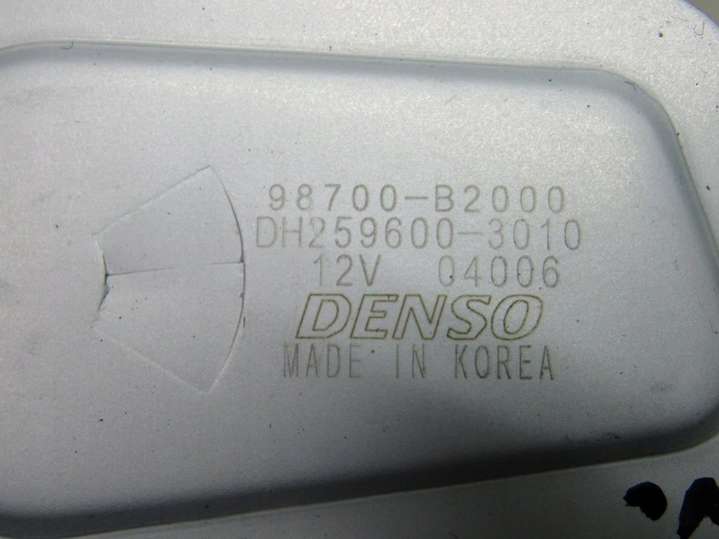 98700-B2000
DH259600-3010
12V 04006
DENSO
MADE IN KOREA